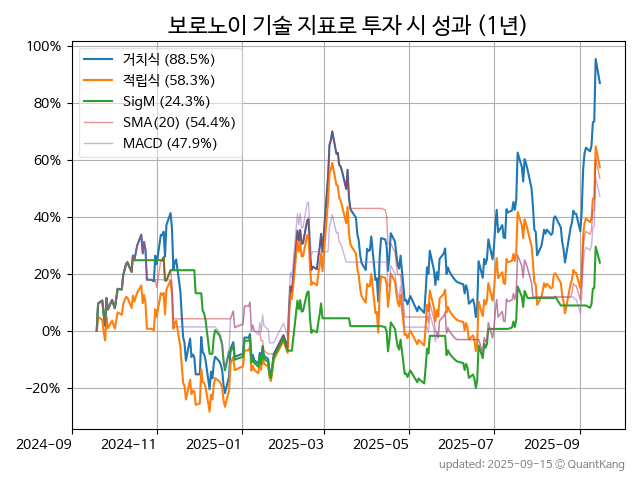 보로노이 기술 지표로 투자 시 성과 (1년)
100%
80%
60%
40%
20%
0%
−20%
거치식 (88.5%)
적립식 (58.3%)
SigM (24.3%)
SMA(20) (54.4%)
MACD (47.9%)
2024-09
2024-11
2025-01
2025-03
2025-05
2025-07
2025-09
updated: 2025-09-15 ⓒ QuantKang